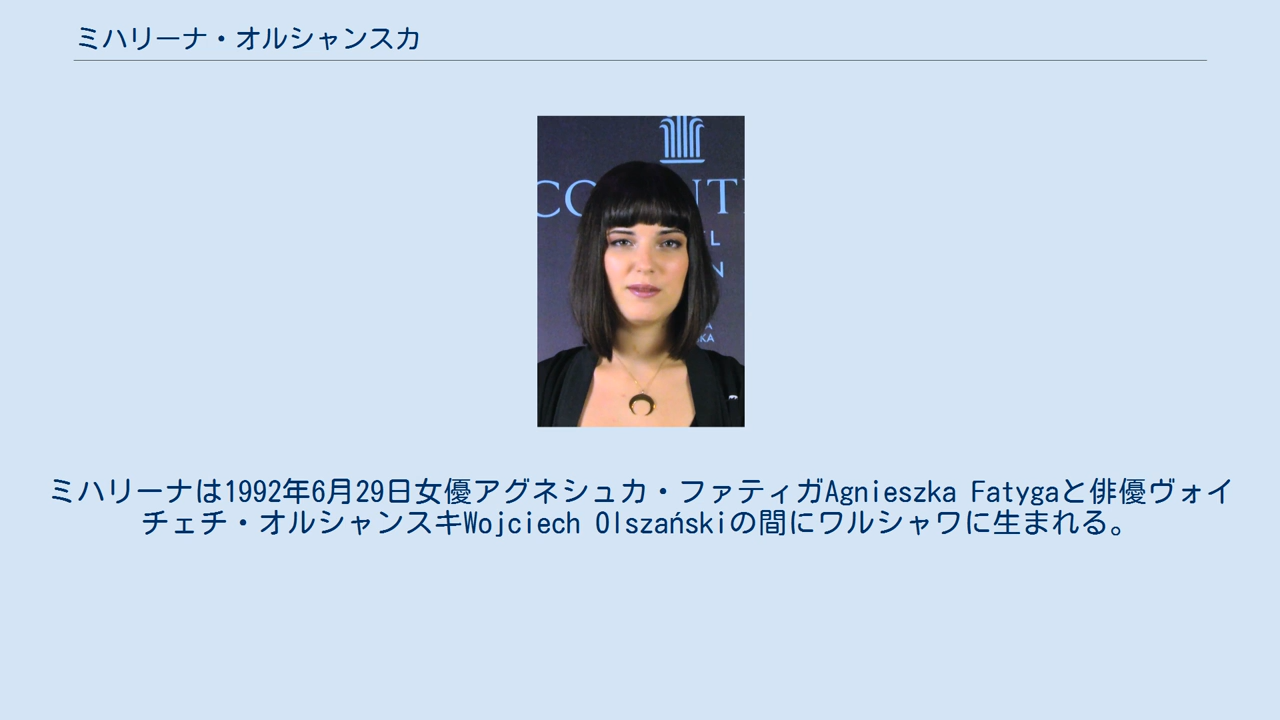 ミハリーナ・オルシャンスカ
CO NT
L
N
A
KA
ミハリーナは1992年6月29日女優アグネシュカ・ファティガAgnieszka Fatygaと俳優ヴォイ
チェチ・オルシャンスキWojciech Olszańskiの間にワルシャワに生まれる。